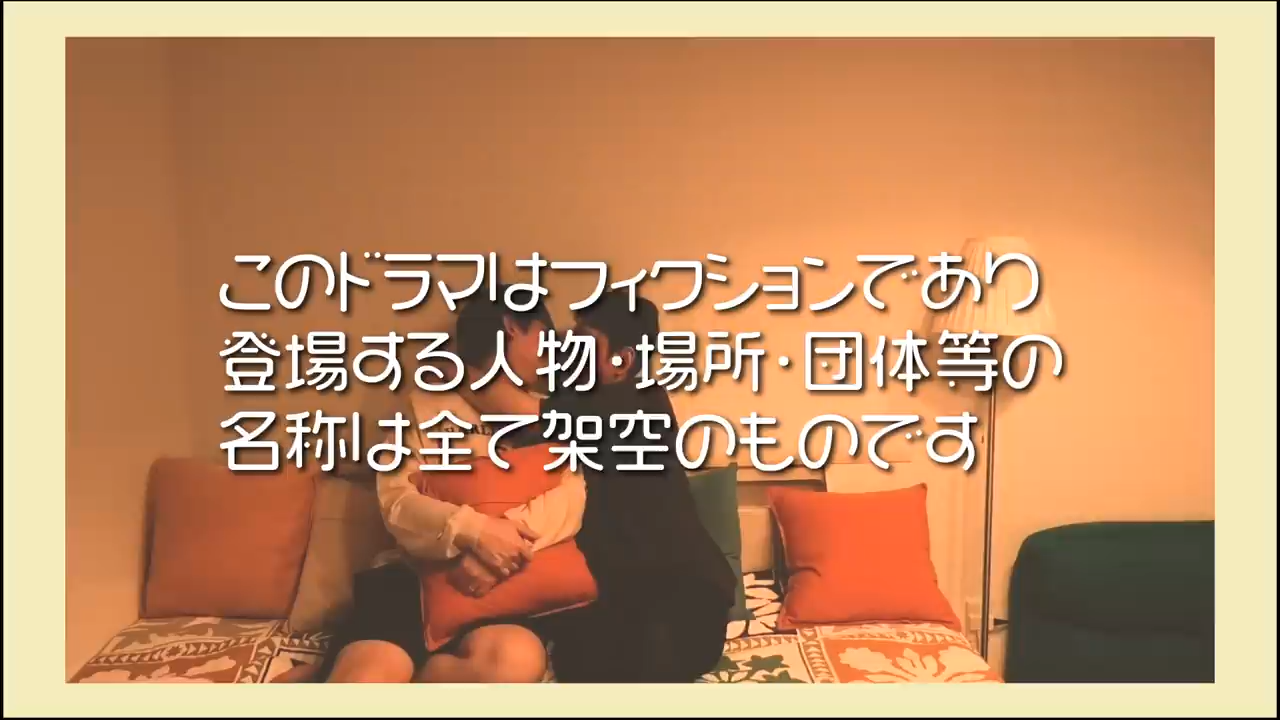 このドラマはフィクションであり
登場する人物・場所・団体等の
名称は全て架空のものです